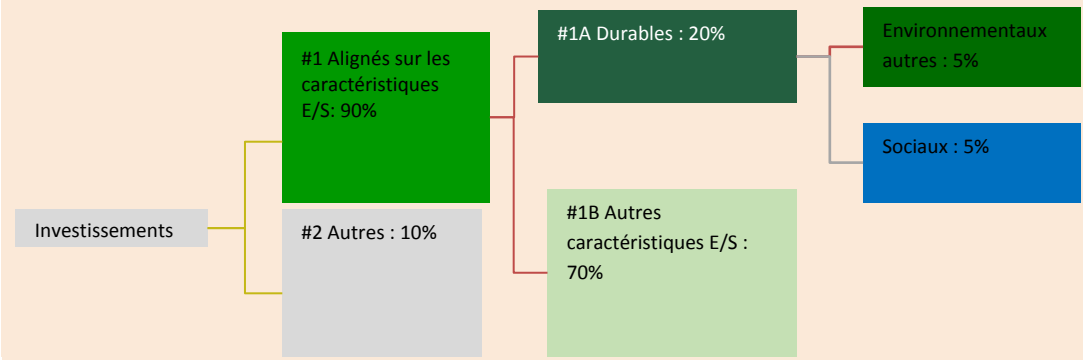 Investissements
#1 Alignés sur les
caractéristiques
E/S: 90%
#2 Autres : 10%
#1A Durables : 20%
#1B Autres
caractéristiques E/S :
70%
Environnementaux
autres : 5%
Sociaux : 5%